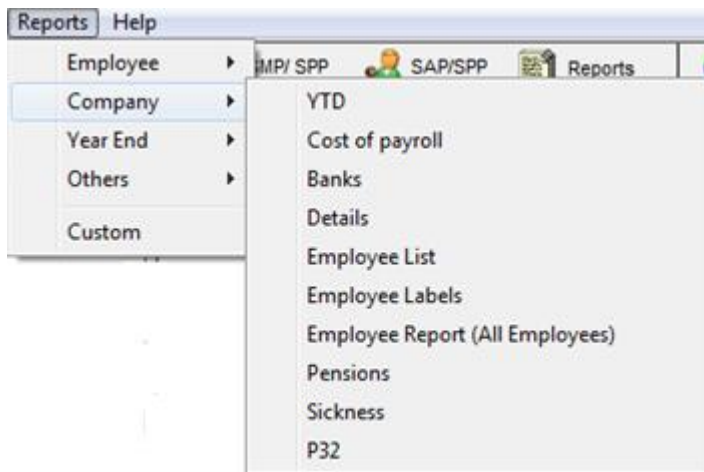 Reports Help
Employee
MP/ SPP SAP/SPP Reports
Company
Year End
Others
Custom
YTD
Cost of payroll
Banks
Details
Employee List
Employee Labels
Employee Report (All Employees)
Pensions
Sickness
P32